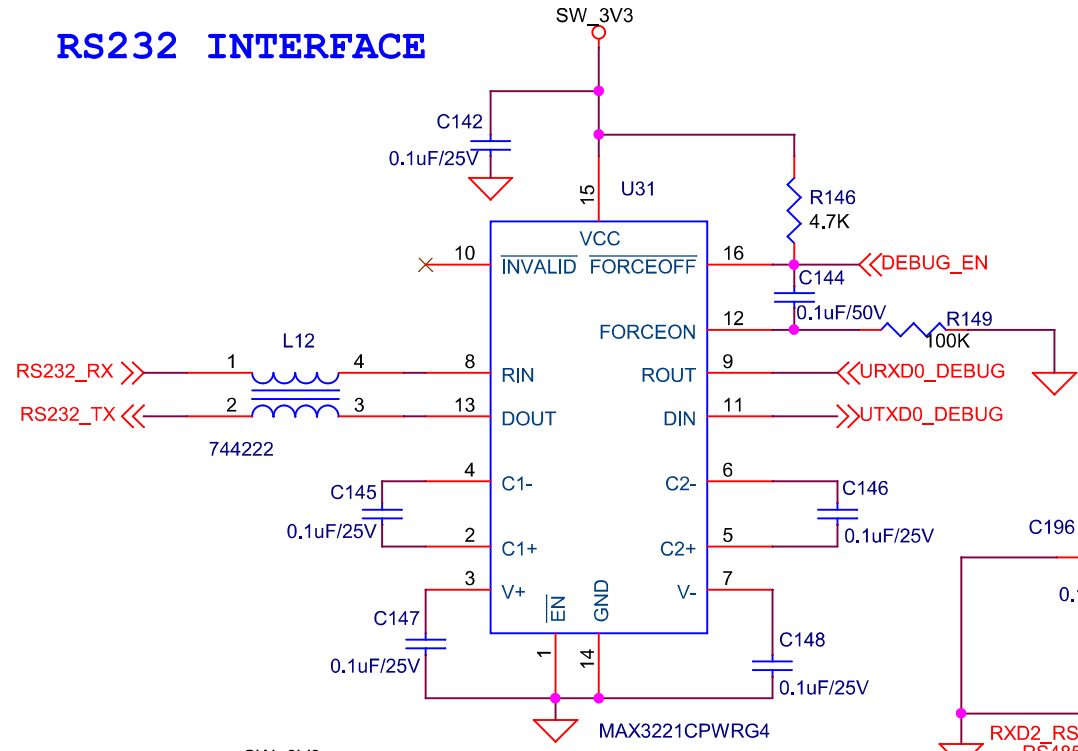 SW_3V3
RS232 INTERFACE
C142
0.1uF/25V
15
U31
R146
4.7K
VCC
10
INVALID
FORCEOFF
16
DEBUG_EN
C144
0.1uF/50V
FORCEON
12
R149
100K
L12
RS232_RX
1
4
8
RIN
ROUT
9
URXD0_DEBUG
RS232_TX
2
3
13
DOUT
DIN
11
UTXD0_DEBUG
744222
4
C1-
C2-
6
C145
0.1uF/25V
C146
0.1uF/25V
2
C1+
C2+
5
C196
3
V+
EN
GND
V-
7
C147
0.1uF/25V
1
14
C148
0.1uF/25V
MAX3221CPWRG4